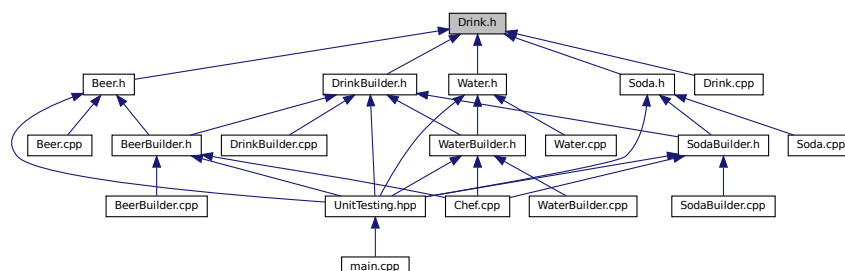 Drink.h
Beer.h
DrinkBuilder.h
Water.h
Soda.h
Drink.cpp
Beer.cpp
BeerBuilder.h
DrinkBuilder.cpp
WaterBuilder.h
Water.cpp
SodaBuilder.h
Soda.cpp
BeerBuilder.cpp
UnitTesting.hpp
Chef.cpp
WaterBuilder.cpp
SodaBuilder.cpp
main.cpp